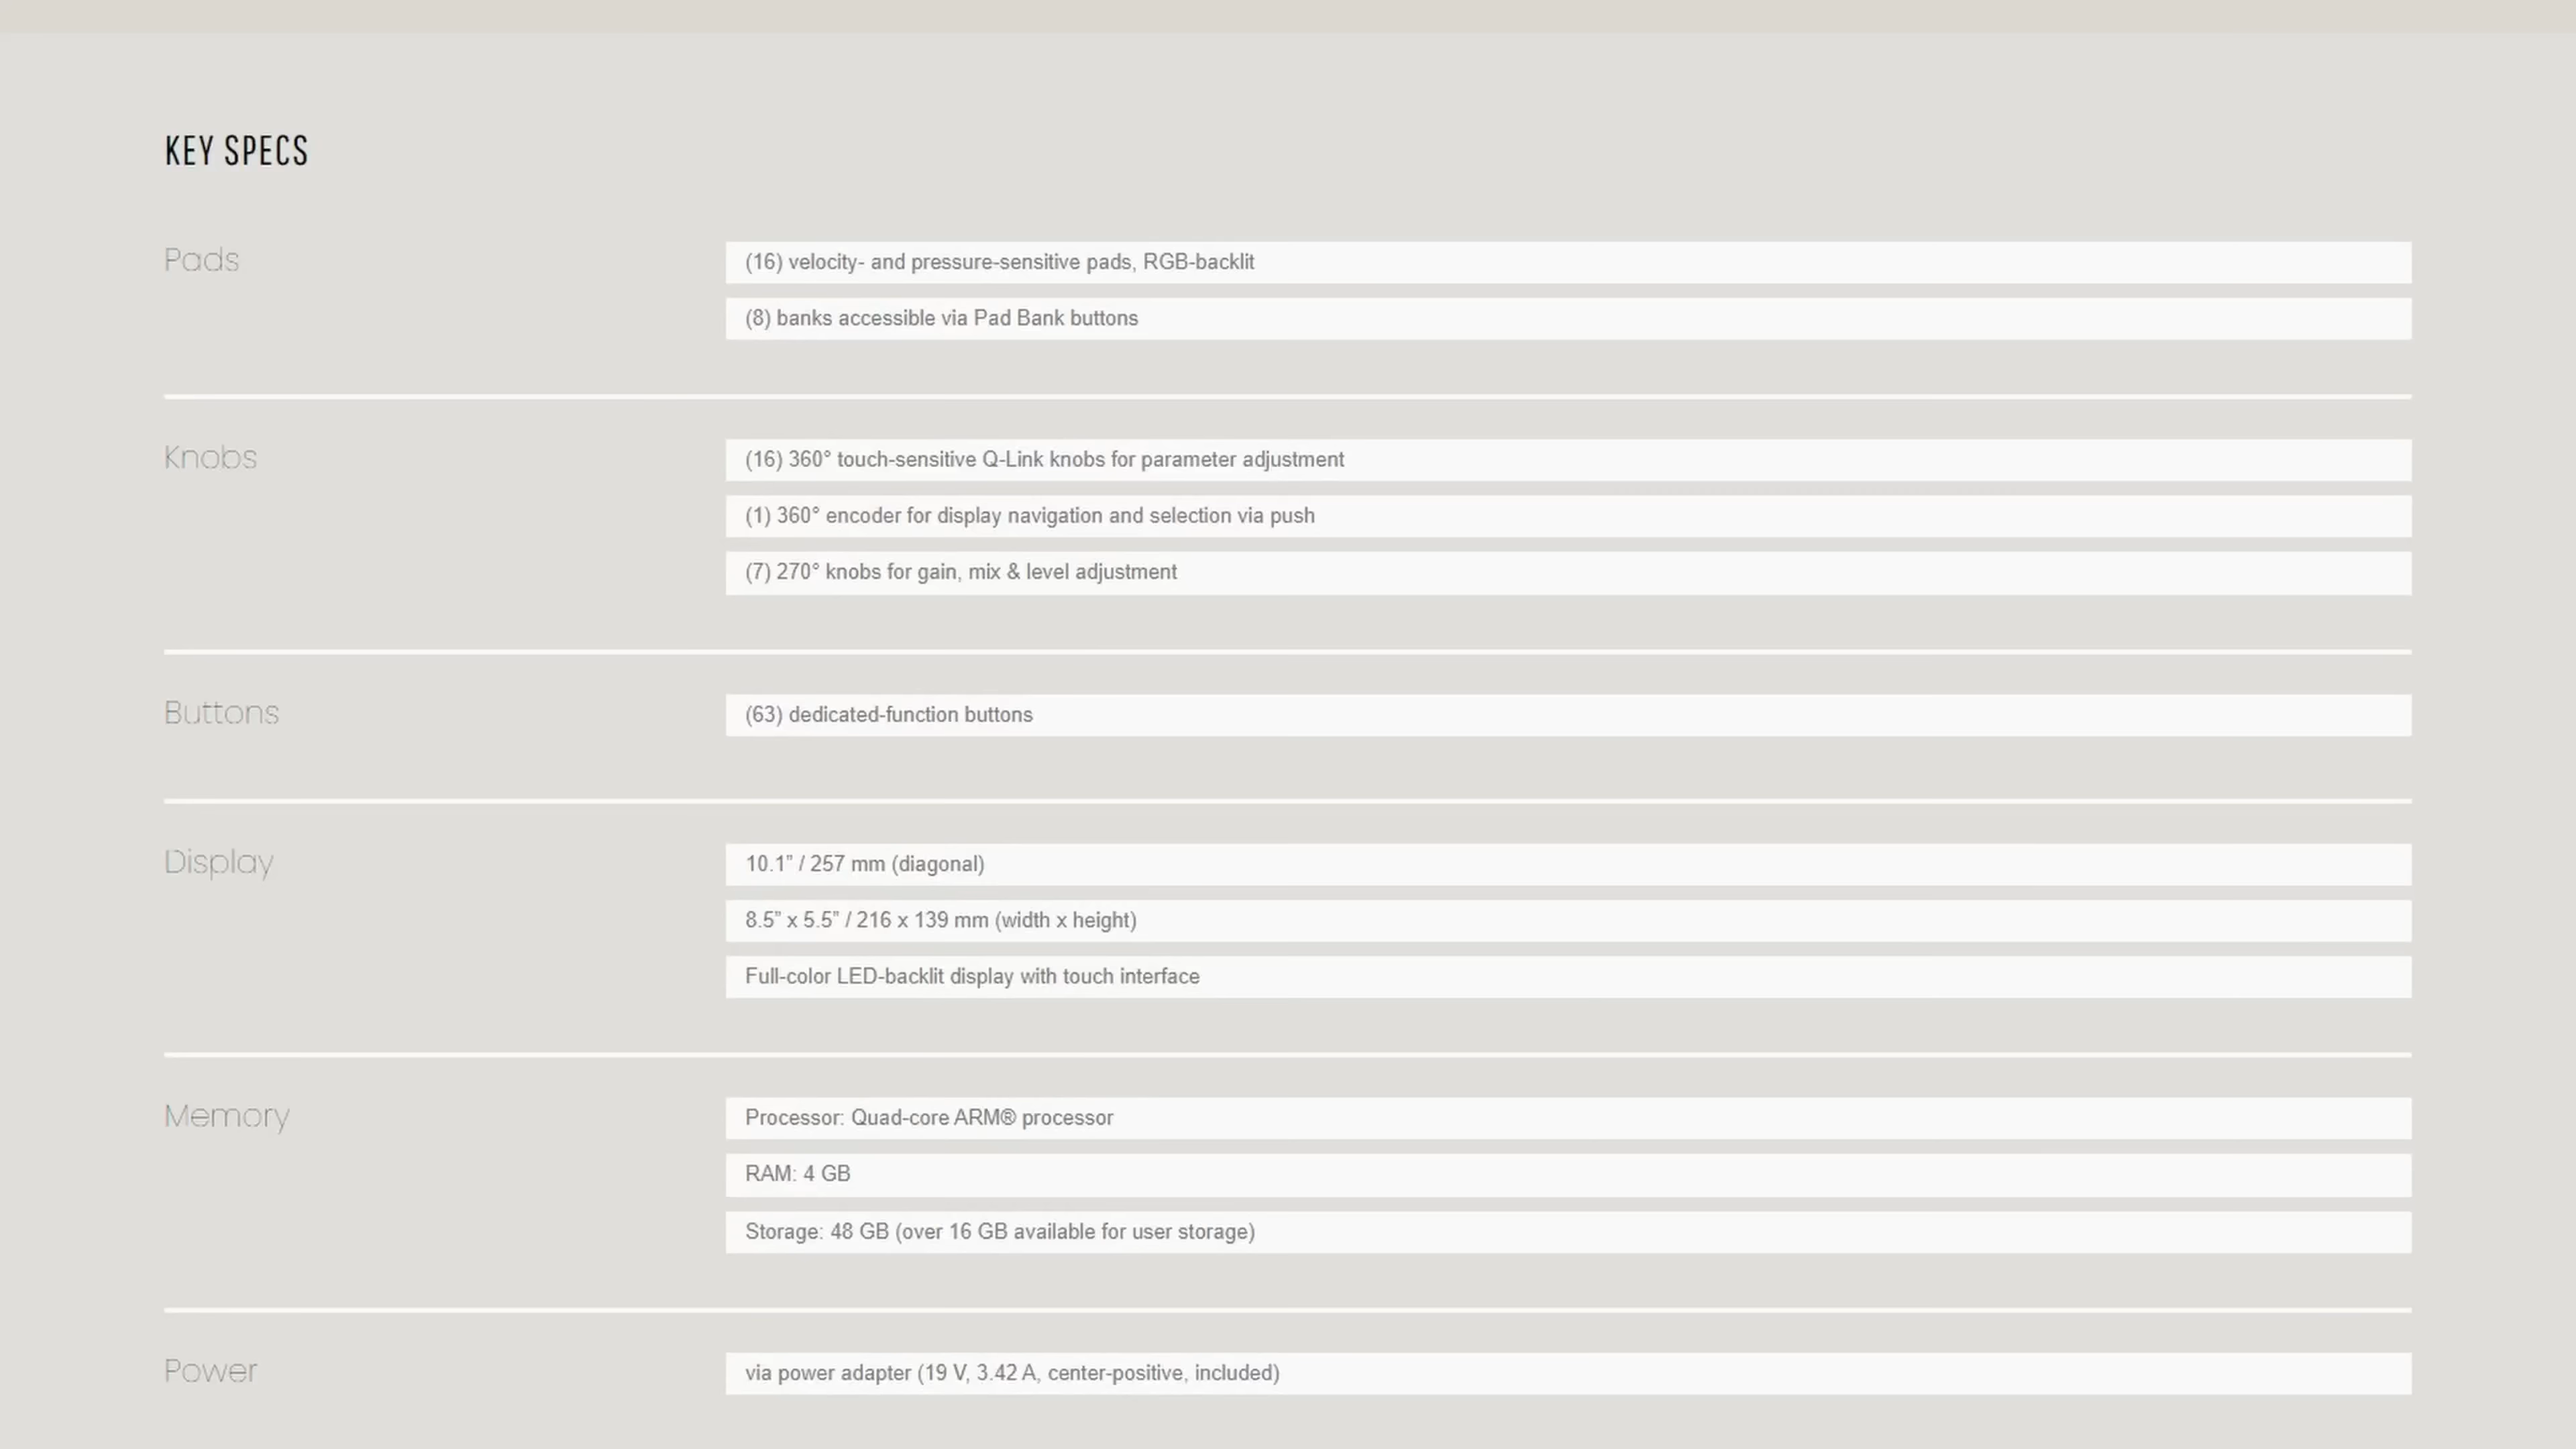 KEY SPECS
Pads
(16) velocity- and pressure-sensitive pads, RGB-backlit
(8) banks accessible via Pad Bank buttons
Knobs
(16) 360° touch-sensitive Q-Link knobs for parameter adjustment
(1) 360° encoder for display navigation and selection via push
(7) 270° knobs for gain, mix & level adjustment
Buttons
(63) dedicated-function buttons
Display
10.1” / 257 mm (diagonal)
8.5” x 5.5” / 216 x 139 mm (width x height)
Full-color LED-backlit display with touch interface
Memory
Processor: Quad-core ARM® processor
RAM: 4 GB
Storage: 48 GB (over 16 GB available for user storage)
Power
via power adapter (19 V, 3.42 A, center-positive, included)